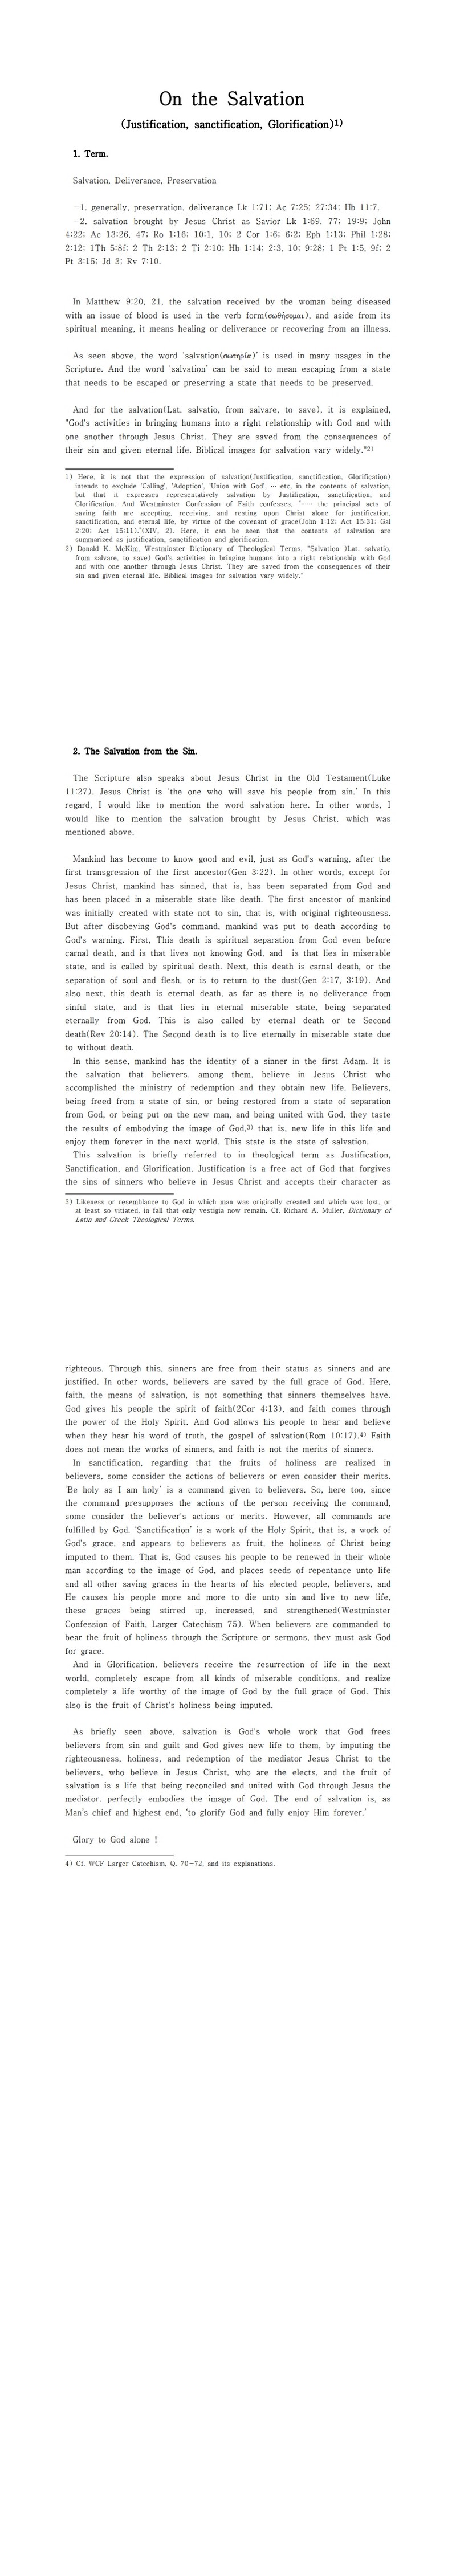 On the Salvation
(Justification, sanctification, Glorification)1)
1. Term.
Salvation, Deliverance, Preservation
-1. generally, preservation, deliverance Lk 1:71; Ac 7:25; 27:34; Hb 11:7.
-2. salvation brought by Jesus Christ as Savior Lk 1:69, 77; 19:9; John
4:22; Ac 13:26, 47; Ro 1:16; 10:1, 10; 2 Cor 1:6; 6:2; Eph 1:13; Phil 1:28;
2:12; 1Th 5:8f; 2 Th 2:13; 2 Ti 2:10; Hb 1:14; 2:3, 10; 9:28; 1 Pt 1:5, 9f; 2
Pt 3:15; Jd 3; Rv 7:10.
In Matthew 9:20, 21, the salvation received by the woman being diseased
with an issue of blood is used in the verb form(σωθήσομαι), and aside from its
spiritual meaning, it means healing or deliverance or recovering from an illness.
As seen above, the word 'salvation(σωτηρία)' is used in many usages in the
Scripture. And the word 'salvation' can be said to mean escaping from a state
that needs to be escaped or preserving a state that needs to be preserved.
And for the salvation(Lat. salvatio, from salvare, to save), it is explained,
"God's activities in bringing humans into a right relationship with God and with
one another through Jesus Christ. They are saved from the consequences of
their sin and given eternal life. Biblical images for salvation vary widely."2)
1) Here, it is not that the expression of salvation(Justification, sanctification, Glorification)
intends to exclude 'Calling', 'Adoption', 'Union with God', … etc, in the contents of salvation,
but that it expresses representatively salvation by Justification, sanctification, and
Glorification. And Westminster Confession of Faith confesses, "····· the principal acts of
saving faith are accepting, receiving, and resting upon Christ alone for justification,
sanctification, and eternal life, by virtue of the covenant of grace(John 1:12; Act 15:31; Gal
2:20; Act 15:11)."(XIV, 2). Here, it can be seen that the contents of salvation are
summarized as justification, sanctification and glorification.
2) Donald K. McKim, Westminster Dictionary of Theological Terms, "Salvation )Lat. salvatio,
from salvare, to save) God's activities in bringing humans into a right relationship with God
and with one another through Jesus Christ. They are saved from the consequences of their
sin and given eternal life. Biblical images for salvation vary widely."
2. The Salvation from the Sin.
The Scripture also speaks about Jesus Christ in the Old Testament(Luke
11:27). Jesus Christ is 'the one who will save his people from sin.' In this
regard, I would like to mention the word salvation here. In other words, I
would like to mention the salvation brought by Jesus Christ, which was
mentioned above.
Mankind has become to know good and evil, just as God's warning, after the
first transgression of the first ancestor(Gen 3:22). In other words, except for
Jesus Christ, mankind has sinned, that is, has been separated from God and
has been placed in a miserable state like death. The first ancestor of mankind
was initially created with state not to sin, that is, with original righteousness.
But after disobeying God's command, mankind was put to death according to
God's warning. First, This death is spiritual separation from God even before
carnal death, and is that lives not knowing God, and  is that lies in miserable
state, and is called by spiritual death. Next, this death is carnal death, or the
separation of soul and flesh, or is to return to the dust(Gen 2:17, 3:19). And
also next, this death is eternal death, as far as there is no deliverance from
sinful state, and is that lies in eternal miserable state, being separated
eternally from God. This is also called by eternal death or te Second
death(Rev 20:14). The Second death is to live eternally in miserable state due
to without death.
In this sense, mankind has the identity of a sinner in the first Adam. It is
the salvation that believers, among them, believe in Jesus Christ who
accomplished the ministry of redemption and they obtain new life. Believers,
being freed from a state of sin, or being restored from a state of separation
from God, or being put on the new man, and being united with God, they taste
the results of embodying the image of God,3) that is, new life in this life and
enjoy them forever in the next world. This state is the state of salvation.
This salvation is briefly referred to in theological term as Justification,
Sanctification, and Glorification. Justification is a free act of God that forgives
the sins of sinners who believe in Jesus Christ and accepts their character as
3) Likeness or resemblance to God in which man was originally created and which was lost, or
at least so vitiated, in fall that only vestigia now remain. Cf. Richard A. Muller, Dictionary of
Latin and Greek Theological Terms.
righteous. Through this, sinners are free from their status as sinners and are
justified. In other words, believers are saved by the full grace of God. Here,
faith, the means of salvation, is not something that sinners themselves have.
God gives his people the spirit of faith(2Cor 4:13), and faith comes through
the power of the Holy Spirit. And God allows his people to hear and believe
when they hear his word of truth, the gospel of salvation(Rom 10:17).4) Faith
does not mean the works of sinners, and faith is not the merits of sinners.
In sanctification, regarding that the fruits of holiness are realized in
believers, some consider the actions of believers or even consider their merits.
'Be holy as I am holy' is a command given to believers. So, here too, since
the command presupposes the actions of the person receiving the command,
some consider the believer's actions or merits. However, all commands are
fulfilled by God. 'Sanctification' is a work of the Holy Spirit, that is, a work of
God's grace, and appears to believers as fruit, the holiness of Christ being
imputed to them. That is, God causes his people to be renewed in their whole
man according to the image of God, and places seeds of repentance unto life
and all other saving graces in the hearts of his elected people, believers, and
He causes his people more and more to die unto sin and live to new life,
these graces being stirred up, increased, and strengthened(Westminster
Confession of Faith, Larger Catechism 75). When believers are commanded to
bear the fruit of holiness through the Scripture or sermons, they must ask God
for grace.
And in Glorification, believers receive the resurrection of life in the next
world, completely escape from all kinds of miserable conditions, and realize
completely a life worthy of the image of God by the full grace of God. This
also is the fruit of Christ's holiness being imputed.
As briefly seen above, salvation is God's whole work that God frees
believers from sin and guilt and God gives new life to them, by imputing the
righteousness, holiness, and redemption of the mediator Jesus Christ to the
believers, who believe in Jesus Christ, who are the elects, and the fruit of
salvation is a life that being reconciled and united with God through Jesus the
mediator, perfectly embodies the image of God. The end of salvation is, as
Man's chief and highest end, 'to glorify God and fully enjoy Him forever.'
Glory to God alone !
4) Cf. WCF Larger Catechism, Q. 70-72, and its explanations.